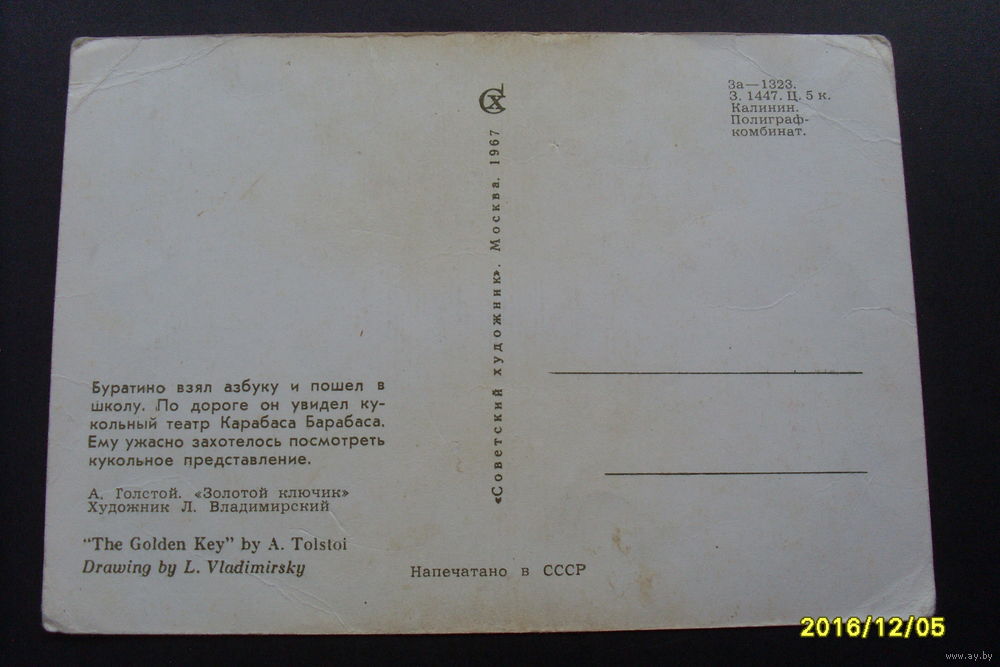 СХ
За—1323.
З. 1447. Ц. 5 к.
Калинин.
Полиграф-
комбинат.
«Советский художник». Москва. 1967
Буратино взял азбуку и пошел в
школу. По дороге он увидел ку-
кольный театр Карабаса Барабаса.
Ему ужасно захотелось посмотреть
кукольное представление.
А. Толстой. «Золотой ключик»
Художник Л. Владимирский
"The Golden Key" by A. Tolstoi
Drawing by L. Vladimirsky
Напечатано в СССР
2016/12/05
www.ay.by